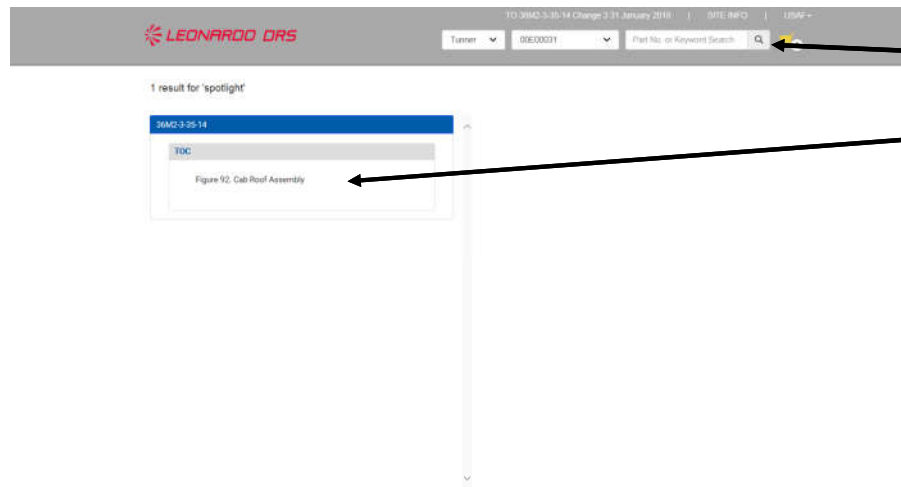 TO 36M2-3-35-14 Change 3 31 January 2018 | SITE INFO | USAF
LEONARDO DRS
Tunner 00E00031 Part No. or Keyword Search
1 result for 'spotlight'
36M2-3-35-14
TOC
Figure 92. Cab Roof Assembly